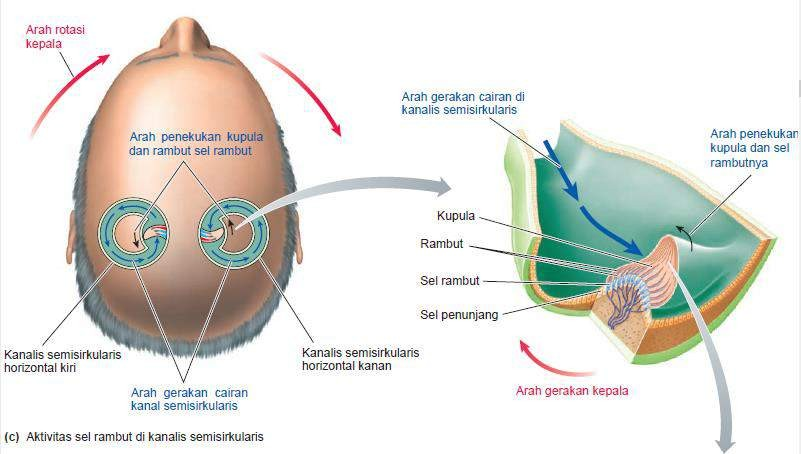 Arah rotasi
kepala
Arah penekukan kupula
dan rambut sel rambut
Kanalis semisirkularis
horizontal kiri
Arah gerakan cairan
kanal semisirkularis
Kanalis semisirkularis
horizontal kanan
Arah gerakan cairan di
kanalis semisirkularis
Arah penekukan
kupula dan sel
rambutnya
Kupula
Rambut
Sel rambut
Sel penunjang
Arah gerakan kepala
(c) Aktivitas sel rambut di kanalis semisirkularis